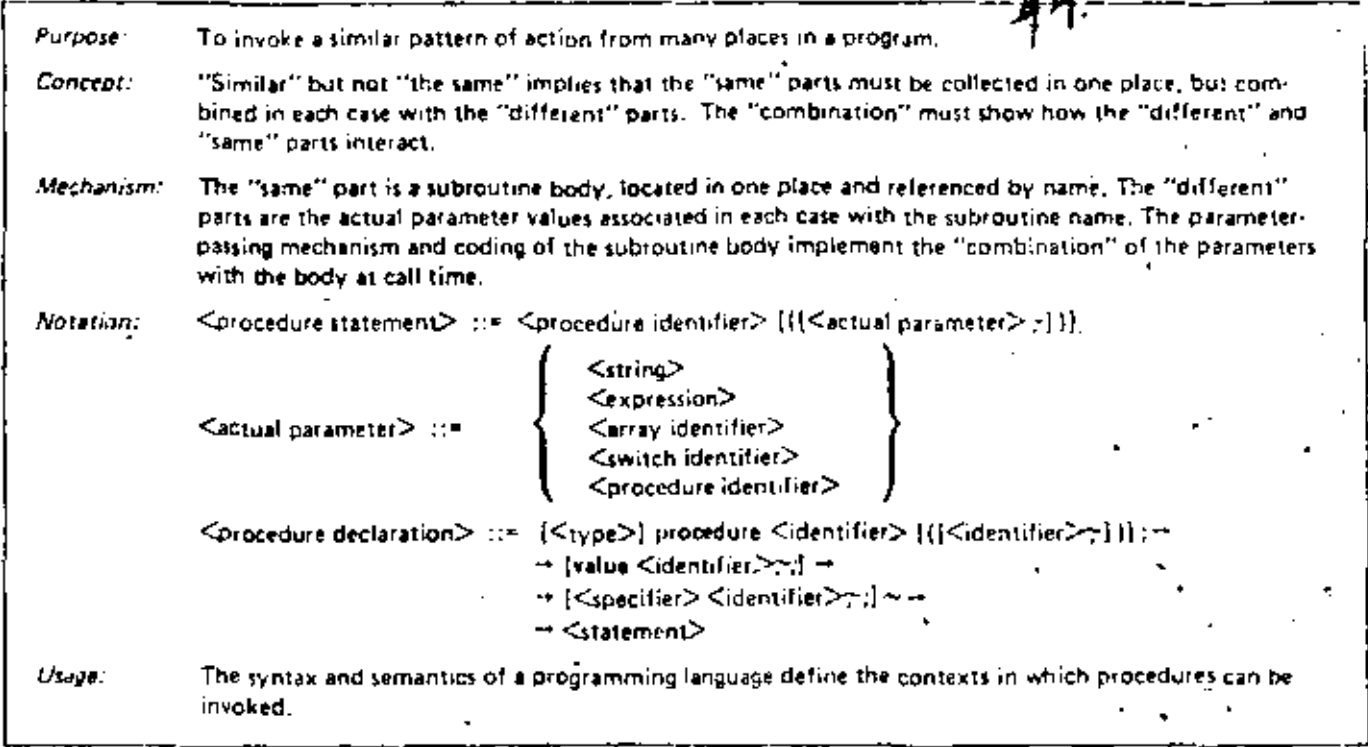 Purpose: To invoke a similar pattern of action from many places in a program.
Concept: "Similar" but not "the same" implies that the "same" parts must be collected in one place, but com-
bined in each case with the "different" parts. The "combination" must show how the "different" and
"same" parts interact.
Mechanism: The "same" part is a subroutine body, located in one place and referenced by name. The "different"
parts are the actual parameter values associated in each case with the subroutine name. The parameter-
passing mechanism and coding of the subroutine body implement the "combination" of the parameters
with the body at call time.
Notation: <procedure statement> ::= <procedure identifier> [({<actual parameter> ,~})]
<string>
<expression>
<actual parameter> ::= <array identifier>
<switch identifier>
<procedure identifier>
<procedure declaration> ::= [<type>] procedure <identifier> [({<identifier>~,})] ; →
→ [value <identifier>~,;] →
→ [<specifier> <identifier>~, ;] ~ →
→ <statement>
Usage: The syntax and semantics of a programming language define the contexts in which procedures can be
invoked.